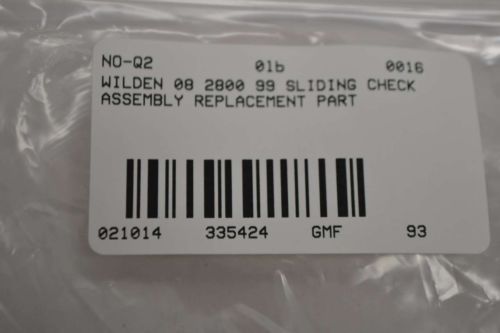 NO-Q2 01b 0016
WILDEN 08 2800 99 SLIDING CHECK
ASSEMBLY REPLACEMENT PART
021014 335424 GMF 93